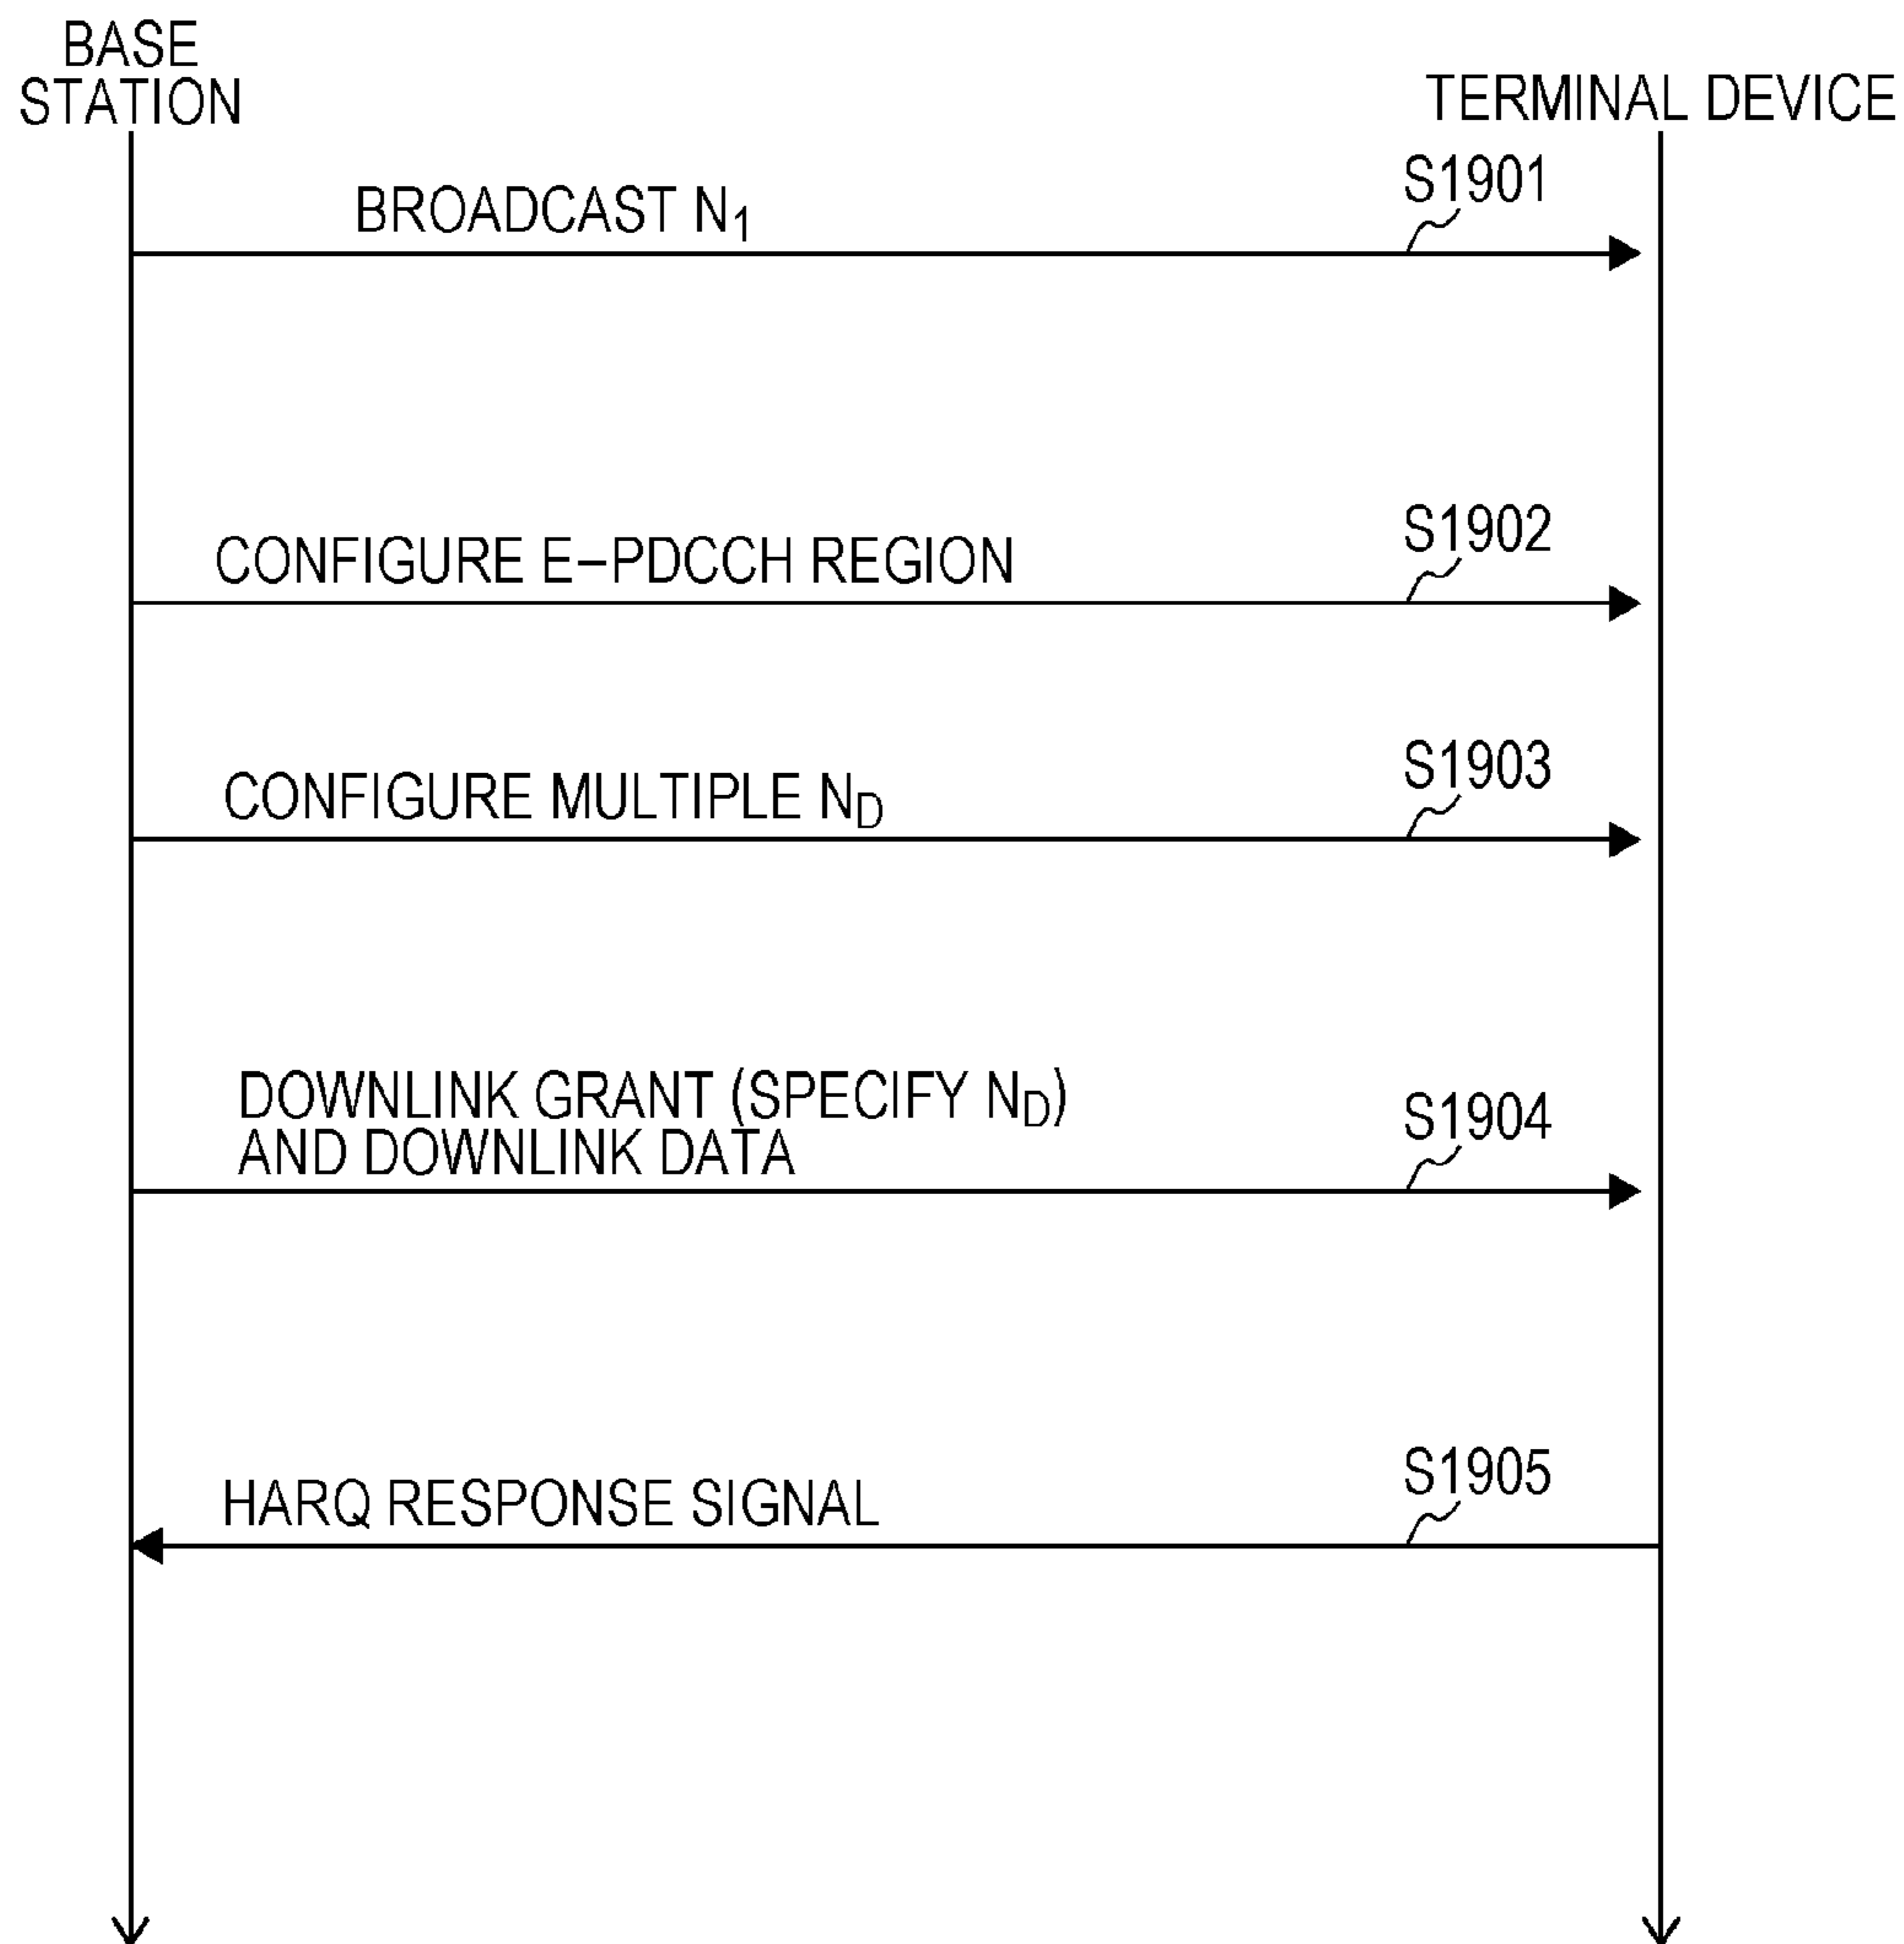 BASE
STATION
TERMINAL DEVICE
S1901
BROADCAST N1
S1902
CONFIGURE E-PDCCH REGION
S1903
CONFIGURE MULTIPLE ND
DOWNLINK GRANT (SPECIFY ND)
AND DOWNLINK DATA
S1904
HARQ RESPONSE SIGNAL
S1905